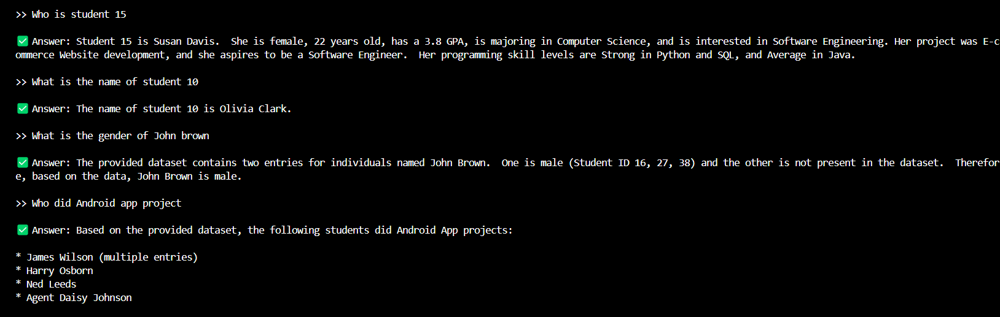 >> Who is student 15
✅ Answer: Student 15 is Susan Davis.  She is female, 22 years old, has a 3.8 GPA, is majoring in Computer Science, and is interested in Software Engineering. Her project was E-c
ommerce Website development, and she aspires to be a Software Engineer.  Her programming skill levels are Strong in Python and SQL, and Average in Java.
>> What is the name of student 10
✅ Answer: The name of student 10 is Olivia Clark.
>> What is the gender of John brown
✅ Answer: The provided dataset contains two entries for individuals named John Brown.  One is male (Student ID 16, 27, 38) and the other is not present in the dataset.  Therefor
e, based on the data, John Brown is male.
>> Who did Android app project
✅ Answer: Based on the provided dataset, the following students did Android App projects:
* James Wilson (multiple entries)
* Harry Osborn
* Ned Leeds
* Agent Daisy Johnson